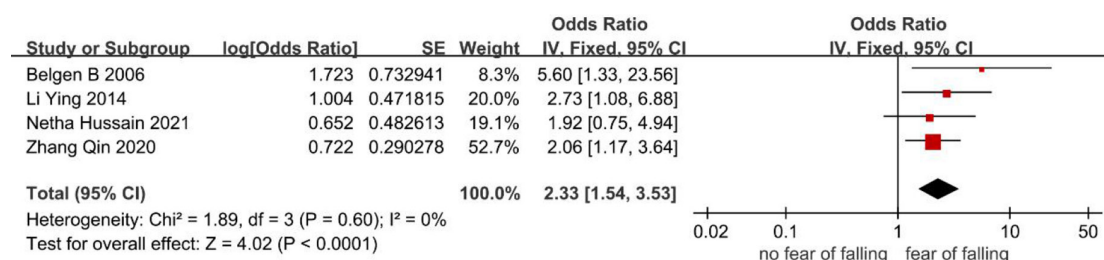 Odds Ratio Odds Ratio
Study or Subgroup log[Odds Ratio] SE Weight IV, Fixed, 95% CI IV, Fixed, 95% CI
Belgen B 2006 1.723 0.732941 8.3% 5.60 [1.33, 23.56]
Li Ying 2014 1.004 0.471815 20.0% 2.73 [1.08, 6.88]
Netha Hussain 2021 0.652 0.482613 19.1% 1.92 [0.75, 4.94]
Zhang Qin 2020 0.722 0.290278 52.7% 2.06 [1.17, 3.64]
Total (95% CI) 100.0% 2.33 [1.54, 3.53]
Heterogeneity: Chi² = 1.89, df = 3 (P = 0.60); I² = 0%
Test for overall effect: Z = 4.02 (P < 0.0001)
0.02 0.1 1 10 50
no fear of falling fear of falling